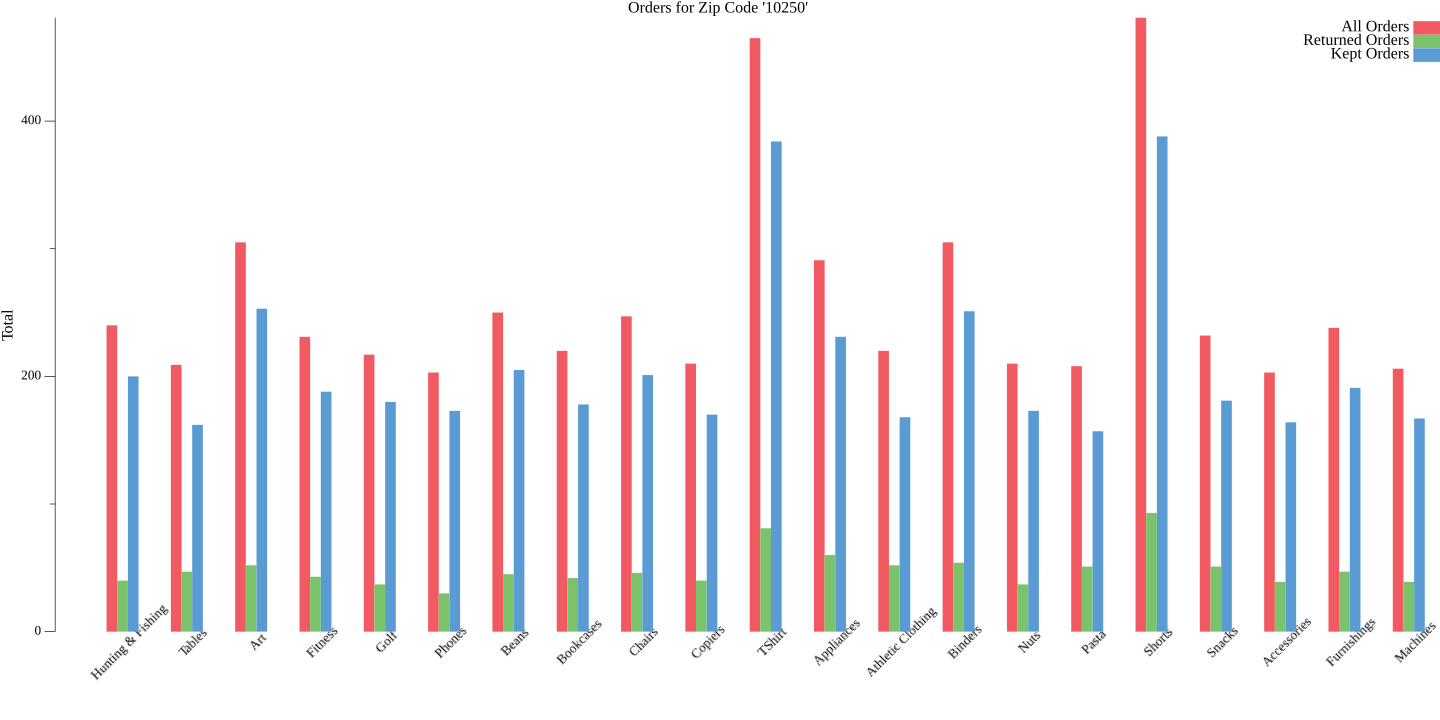 Orders for Zip Code '10250'
All Orders
Returned Orders
Kept Orders
Total
400
200
0
Hunting & Fishing
Tables
Art
Fitness
Golf
Phones
Beans
Bookcases
Chairs
Copiers
TShirt
Appliances
Athletic Clothing
Binders
Nuts
Pasta
Shorts
Snacks
Accessories
Furnishings
Machines